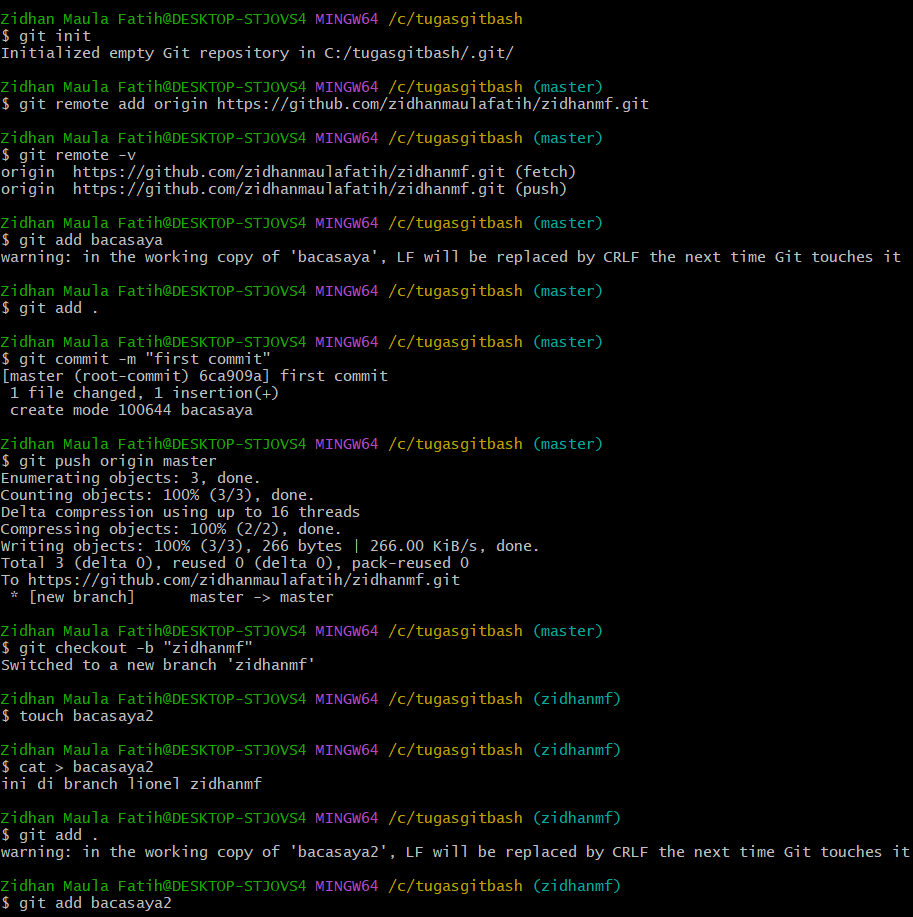 Zidhan Maula Fatih@DESKTOP-STJOVS4 MINGW64 /c/tugasgitbash
$ git init
Initialized empty Git repository in C:/tugasgitbash/.git/
Zidhan Maula Fatih@DESKTOP-STJOVS4 MINGW64 /c/tugasgitbash (master)
$ git remote add origin https://github.com/zidhanmaulafatih/zidhanmf.git
Zidhan Maula Fatih@DESKTOP-STJOVS4 MINGW64 /c/tugasgitbash (master)
$ git remote -v
origin  https://github.com/zidhanmaulafatih/zidhanmf.git (fetch)
origin  https://github.com/zidhanmaulafatih/zidhanmf.git (push)
Zidhan Maula Fatih@DESKTOP-STJOVS4 MINGW64 /c/tugasgitbash (master)
$ git add bacasaya
warning: in the working copy of 'bacasaya', LF will be replaced by CRLF the next time Git touches it
Zidhan Maula Fatih@DESKTOP-STJOVS4 MINGW64 /c/tugasgitbash (master)
$ git add .
Zidhan Maula Fatih@DESKTOP-STJOVS4 MINGW64 /c/tugasgitbash (master)
$ git commit -m "first commit"
[master (root-commit) 6ca909a] first commit
 1 file changed, 1 insertion(+)
 create mode 100644 bacasaya
Zidhan Maula Fatih@DESKTOP-STJOVS4 MINGW64 /c/tugasgitbash (master)
$ git push origin master
Enumerating objects: 3, done.
Counting objects: 100% (3/3), done.
Delta compression using up to 16 threads
Compressing objects: 100% (2/2), done.
Writing objects: 100% (3/3), 266 bytes | 266.00 KiB/s, done.
Total 3 (delta 0), reused 0 (delta 0), pack-reused 0
To https://github.com/zidhanmaulafatih/zidhanmf.git
 * [new branch]      master -> master
Zidhan Maula Fatih@DESKTOP-STJOVS4 MINGW64 /c/tugasgitbash (master)
$ git checkout -b "zidhanmf"
Switched to a new branch 'zidhanmf'
Zidhan Maula Fatih@DESKTOP-STJOVS4 MINGW64 /c/tugasgitbash (zidhanmf)
$ touch bacasaya2
Zidhan Maula Fatih@DESKTOP-STJOVS4 MINGW64 /c/tugasgitbash (zidhanmf)
$ cat > bacasaya2
ini di branch lionel zidhanmf
Zidhan Maula Fatih@DESKTOP-STJOVS4 MINGW64 /c/tugasgitbash (zidhanmf)
$ git add .
warning: in the working copy of 'bacasaya2', LF will be replaced by CRLF the next time Git touches it
Zidhan Maula Fatih@DESKTOP-STJOVS4 MINGW64 /c/tugasgitbash (zidhanmf)
$ git add bacasaya2